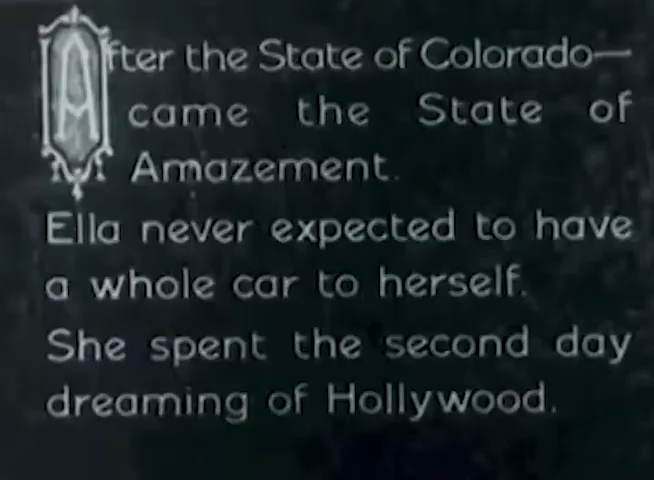 After the State of Colorado—
came the State of
Amazement.
Ella never expected to have
a whole car to herself.
She spent the second day
dreaming of Hollywood.